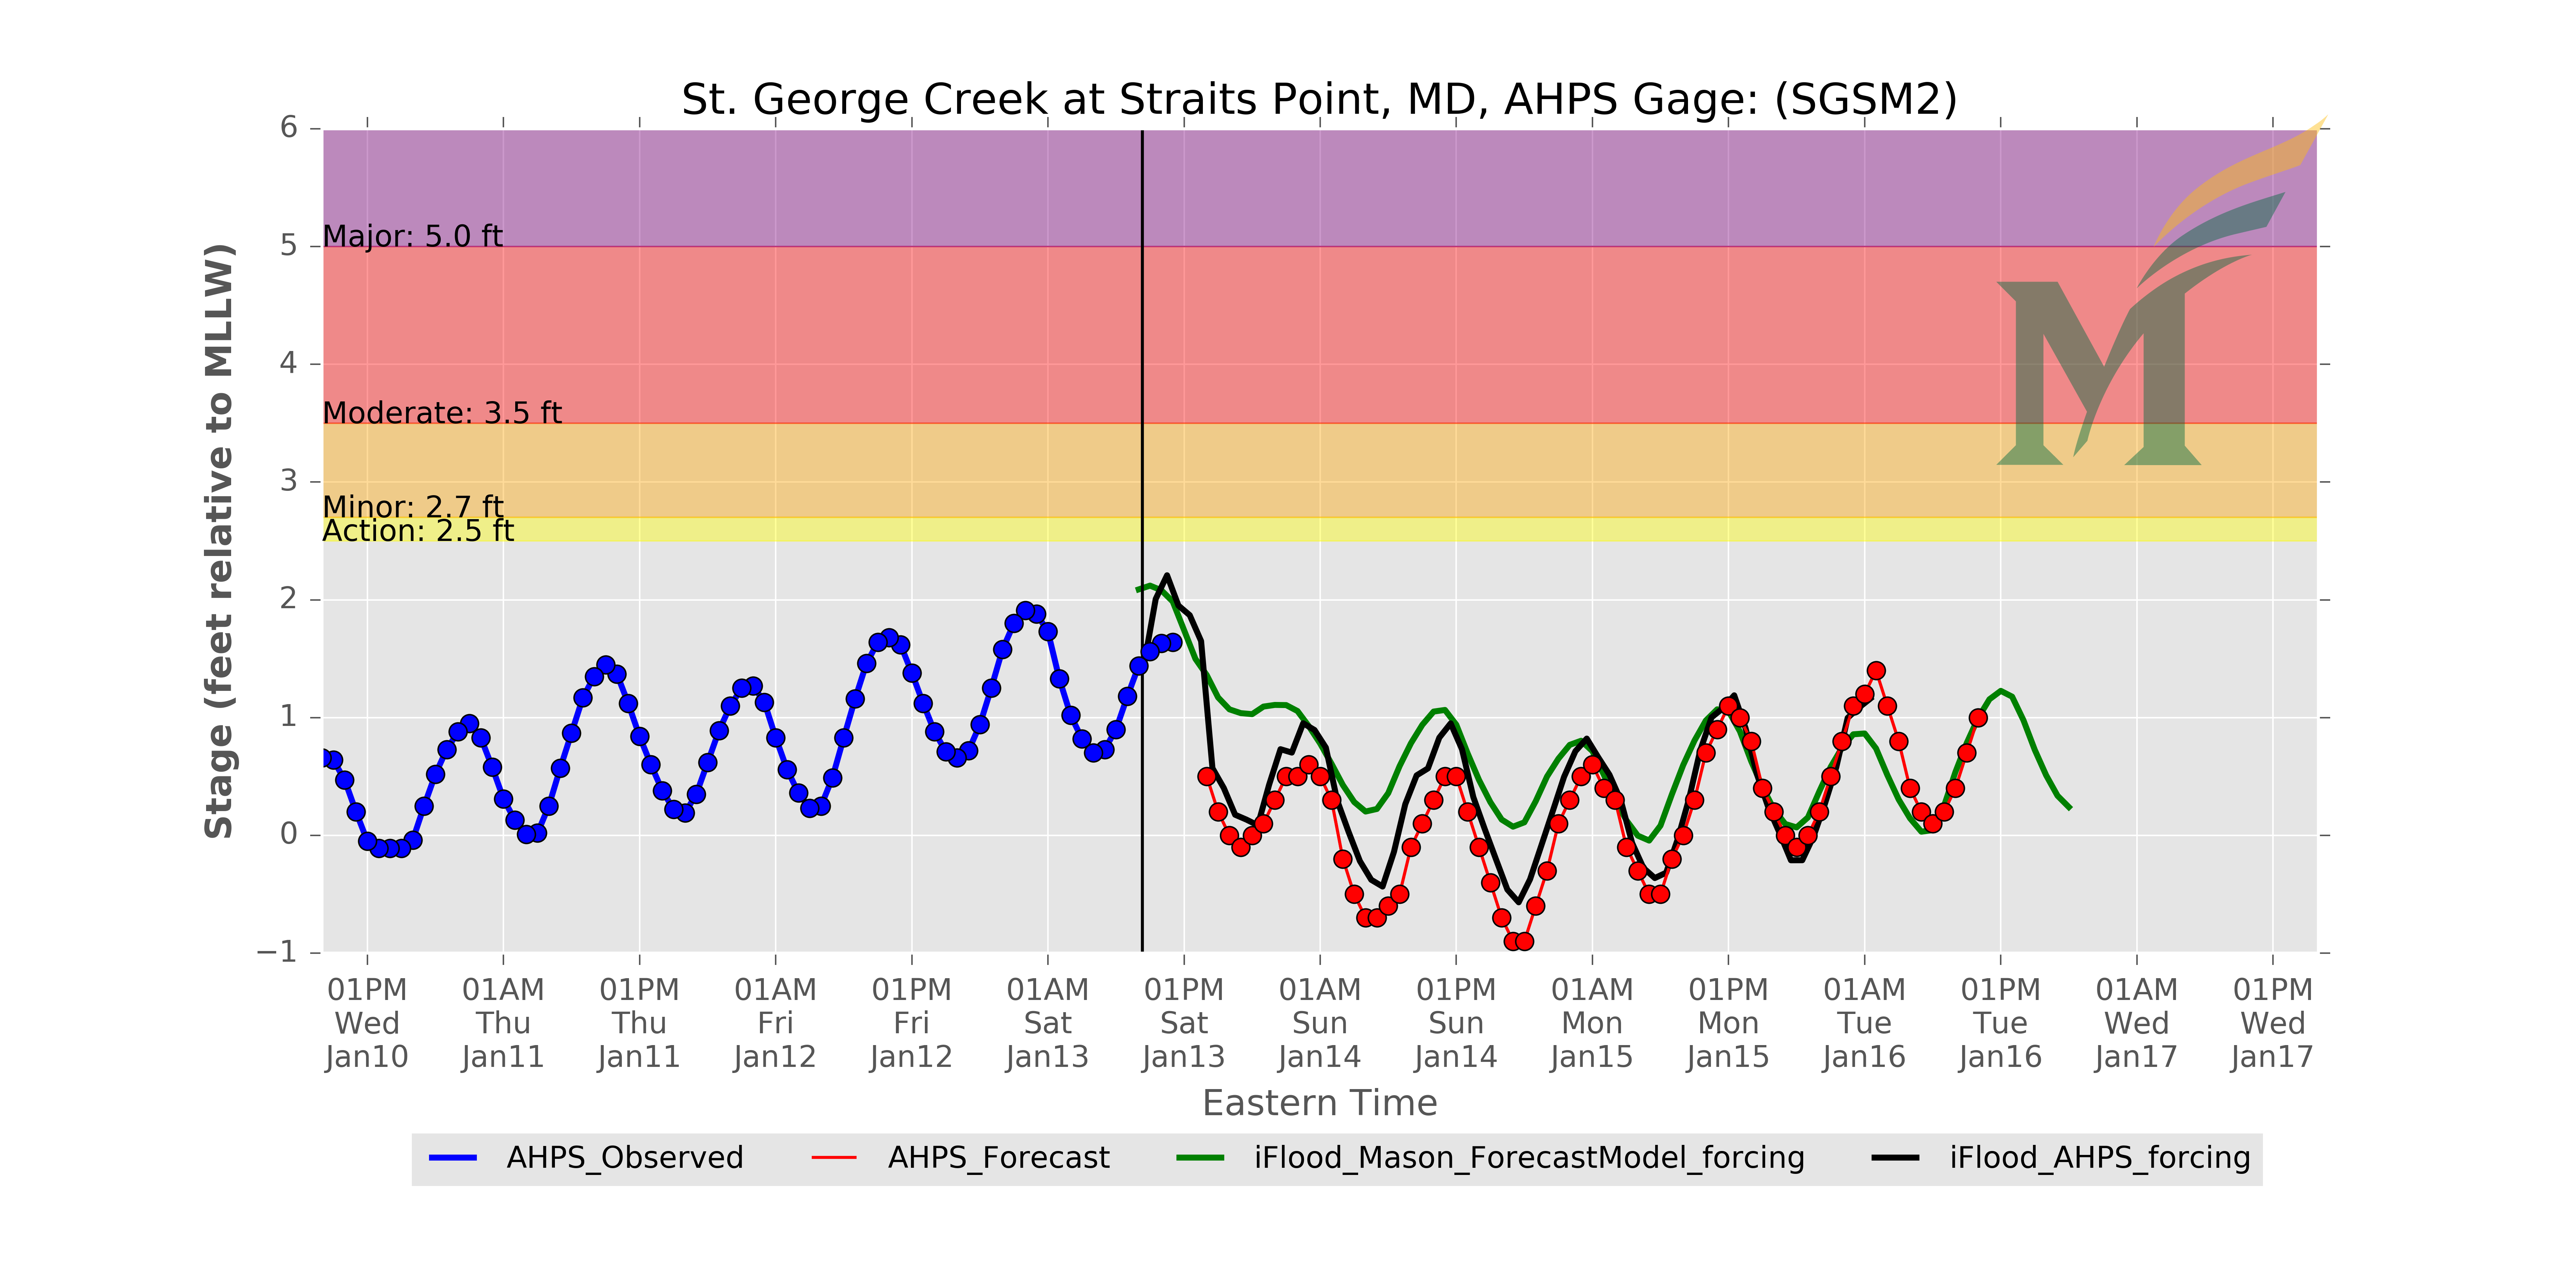 St. George Creek at Straits Point, MD, AHPS Gage: (SGSM2)
Stage (feet relative to MLLW)
6
5
4
3
2
1
0
−1
Major: 5.0 ft
Moderate: 3.5 ft
Minor: 2.7 ft
Action: 2.5 ft
M
01PM 01AM 01PM 01AM 01PM 01AM 01PM 01AM 01PM 01AM 01PM 01AM 01PM 01AM 01PM
Wed Thu Thu Fri Fri Sat Sat Sun Sun Mon Mon Tue Tue Wed Wed
Jan10 Jan11 Jan11 Jan12 Jan12 Jan13 Jan13 Jan14 Jan14 Jan15 Jan15 Jan16 Jan16 Jan17 Jan17
Eastern Time
AHPS_Observed AHPS_Forecast iFlood_Mason_ForecastModel_forcing iFlood_AHPS_forcing